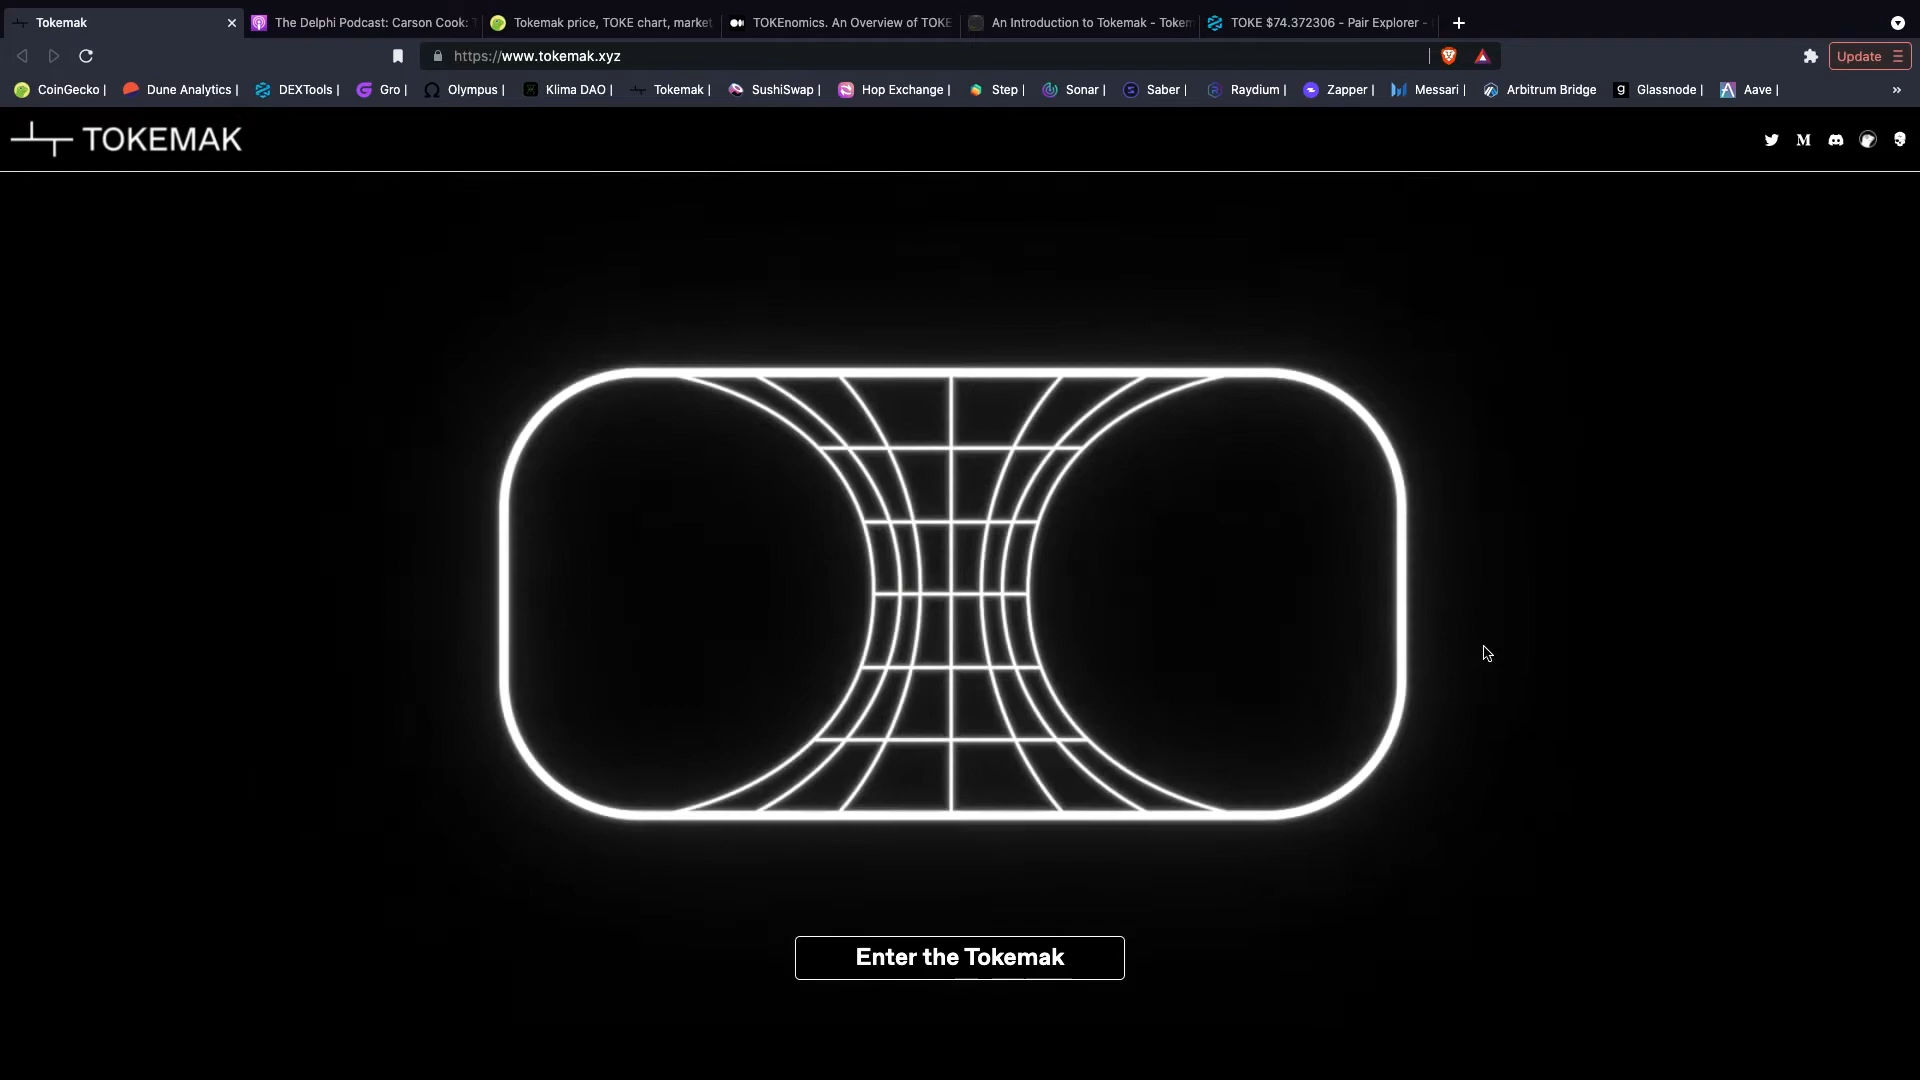 Tokemak
The Delphi Podcast: Carson Cook:
Tokemak price, TOKE chart, market
TOKEnomics. An Overview of TOKE
An Introduction to Tokemak - Token
TOKE $74.372306 - Pair Explorer -
https://www.tokemak.xyz
Update
CoinGecko |
Dune Analytics |
DEXTools |
Gro |
Olympus |
Klima DAO |
Tokemak |
SushiSwap |
Hop Exchange |
Step |
Sonar |
Saber |
Raydium |
Zapper |
Messari |
Arbitrum Bridge
Glassnode |
Aave |
TOKEMAK
Enter the Tokemak